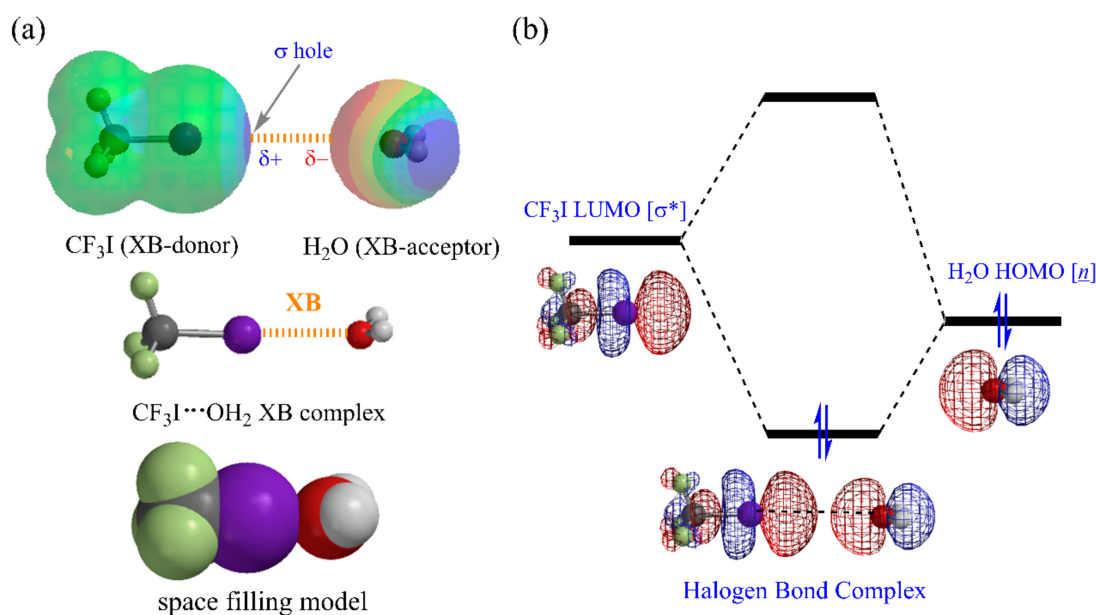 (a)
σ hole
δ+ δ−
CF₃I (XB-donor)
H₂O (XB-acceptor)
XB
CF₃I···OH₂ XB complex
space filling model
(b)
CF₃I LUMO [σ*]
H₂O HOMO [n]
Halogen Bond Complex